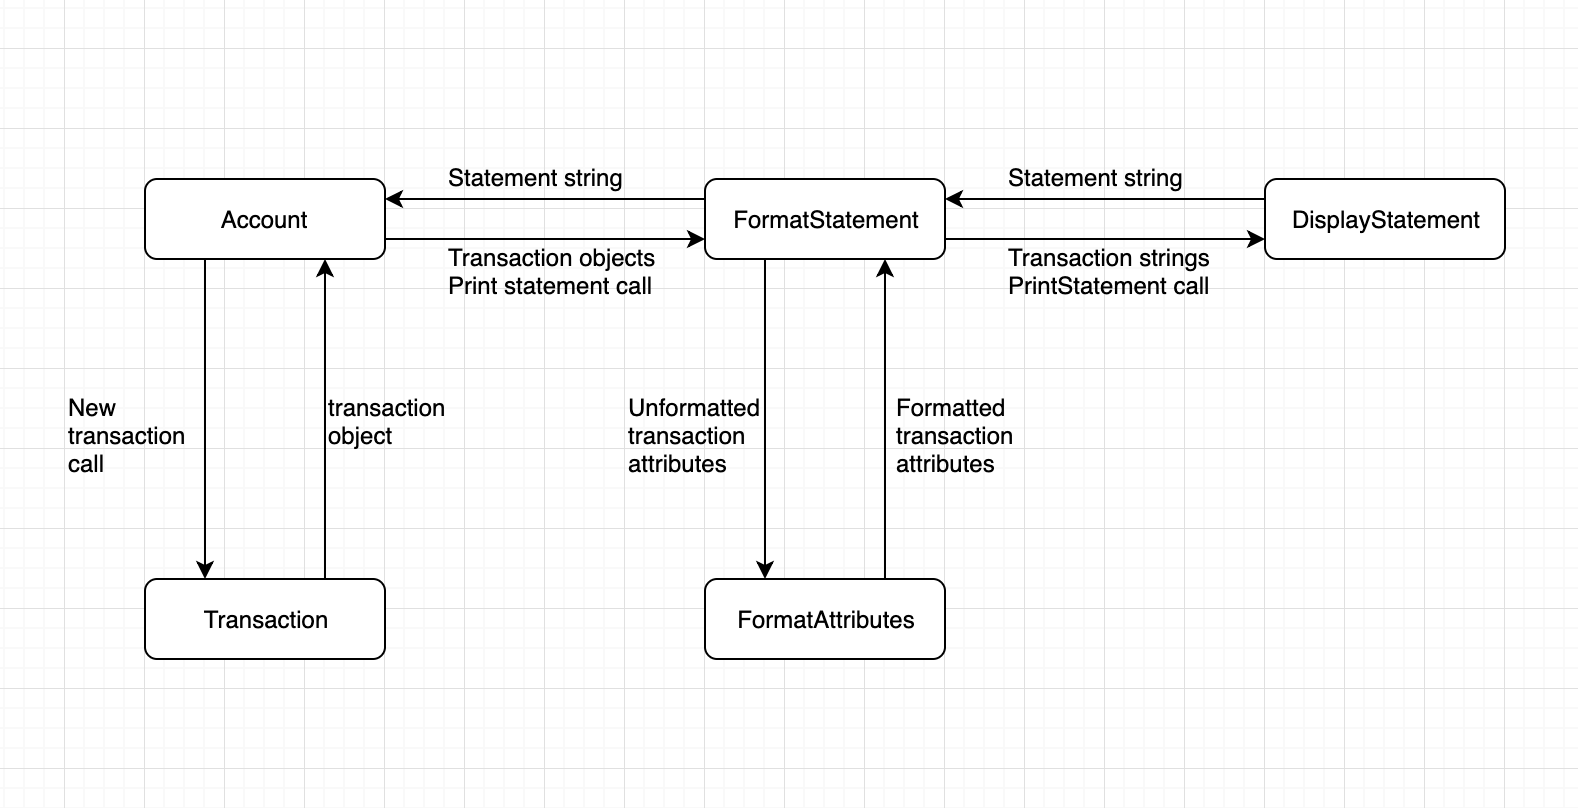 Statement string
Statement string
Account
FormatStatement
DisplayStatement
Transaction objects
Print statement call
Transaction strings
PrintStatement call
New
transaction
call
transaction
object
Unformatted
transaction
attributes
Formatted
transaction
attributes
Transaction
FormatAttributes